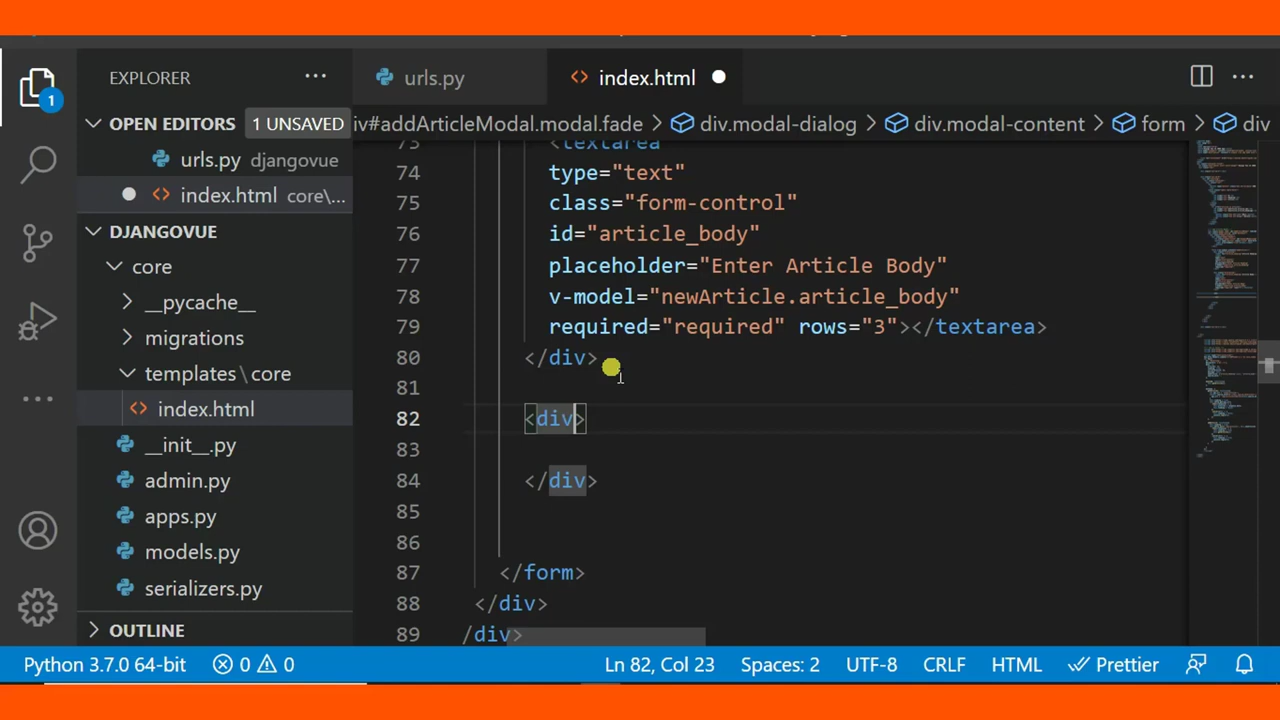 EXPLORER
···
urls.py
<> index.html
···
OPEN EDITORS 1 UNSAVED
iv#addArticleModal.modal.fade > div.modal-dialog > div.modal-content > form > div
urls.py djangovue
<> index.html core\...
DJANGOVUE
core
__pycache__
migrations
templates\core
<> index.html
__init__.py
admin.py
apps.py
models.py
serializers.py
OUTLINE
73 <textarea
74 type="text"
75 class="form-control"
76 id="article_body"
77 placeholder="Enter Article Body"
78 v-model="newArticle.article_body"
79 required="required" rows="3"></textarea>
80 </div>
81
82 <div>
83
84 </div>
85
86
87 </form>
88 </div>
89 /div>
1
Python 3.7.0 64-bit 0 0 Ln 82, Col 23 Spaces: 2 UTF-8 CRLF HTML Prettier